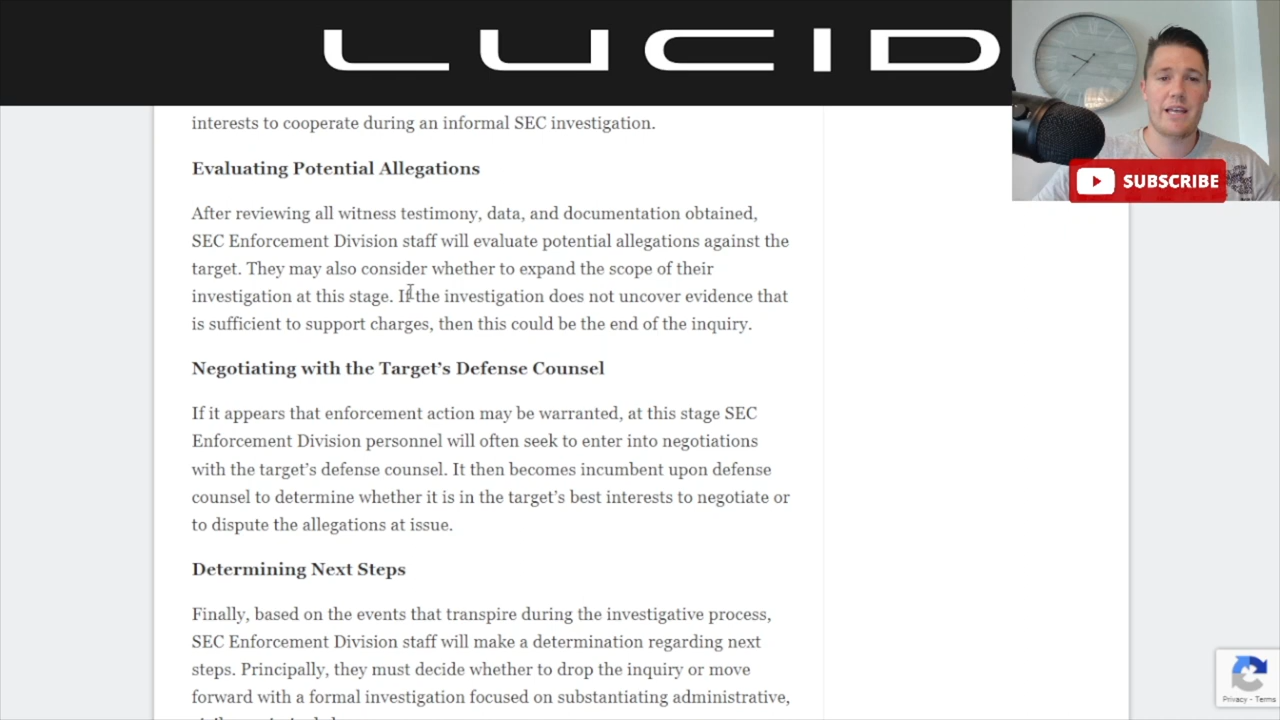 LUCID
SUBSCRIBE
interests to cooperate during an informal SEC investigation.
Evaluating Potential Allegations
After reviewing all witness testimony, data, and documentation obtained,
SEC Enforcement Division staff will evaluate potential allegations against the
target. They may also consider whether to expand the scope of their
investigation at this stage. If the investigation does not uncover evidence that
is sufficient to support charges, then this could be the end of the inquiry.
Negotiating with the Target’s Defense Counsel
If it appears that enforcement action may be warranted, at this stage SEC
Enforcement Division personnel will often seek to enter into negotiations
with the target’s defense counsel. It then becomes incumbent upon defense
counsel to determine whether it is in the target’s best interests to negotiate or
to dispute the allegations at issue.
Determining Next Steps
Finally, based on the events that transpire during the investigative process,
SEC Enforcement Division staff will make a determination regarding next
steps. Principally, they must decide whether to drop the inquiry or move
forward with a formal investigation focused on substantiating administrative,
Privacy - Terms